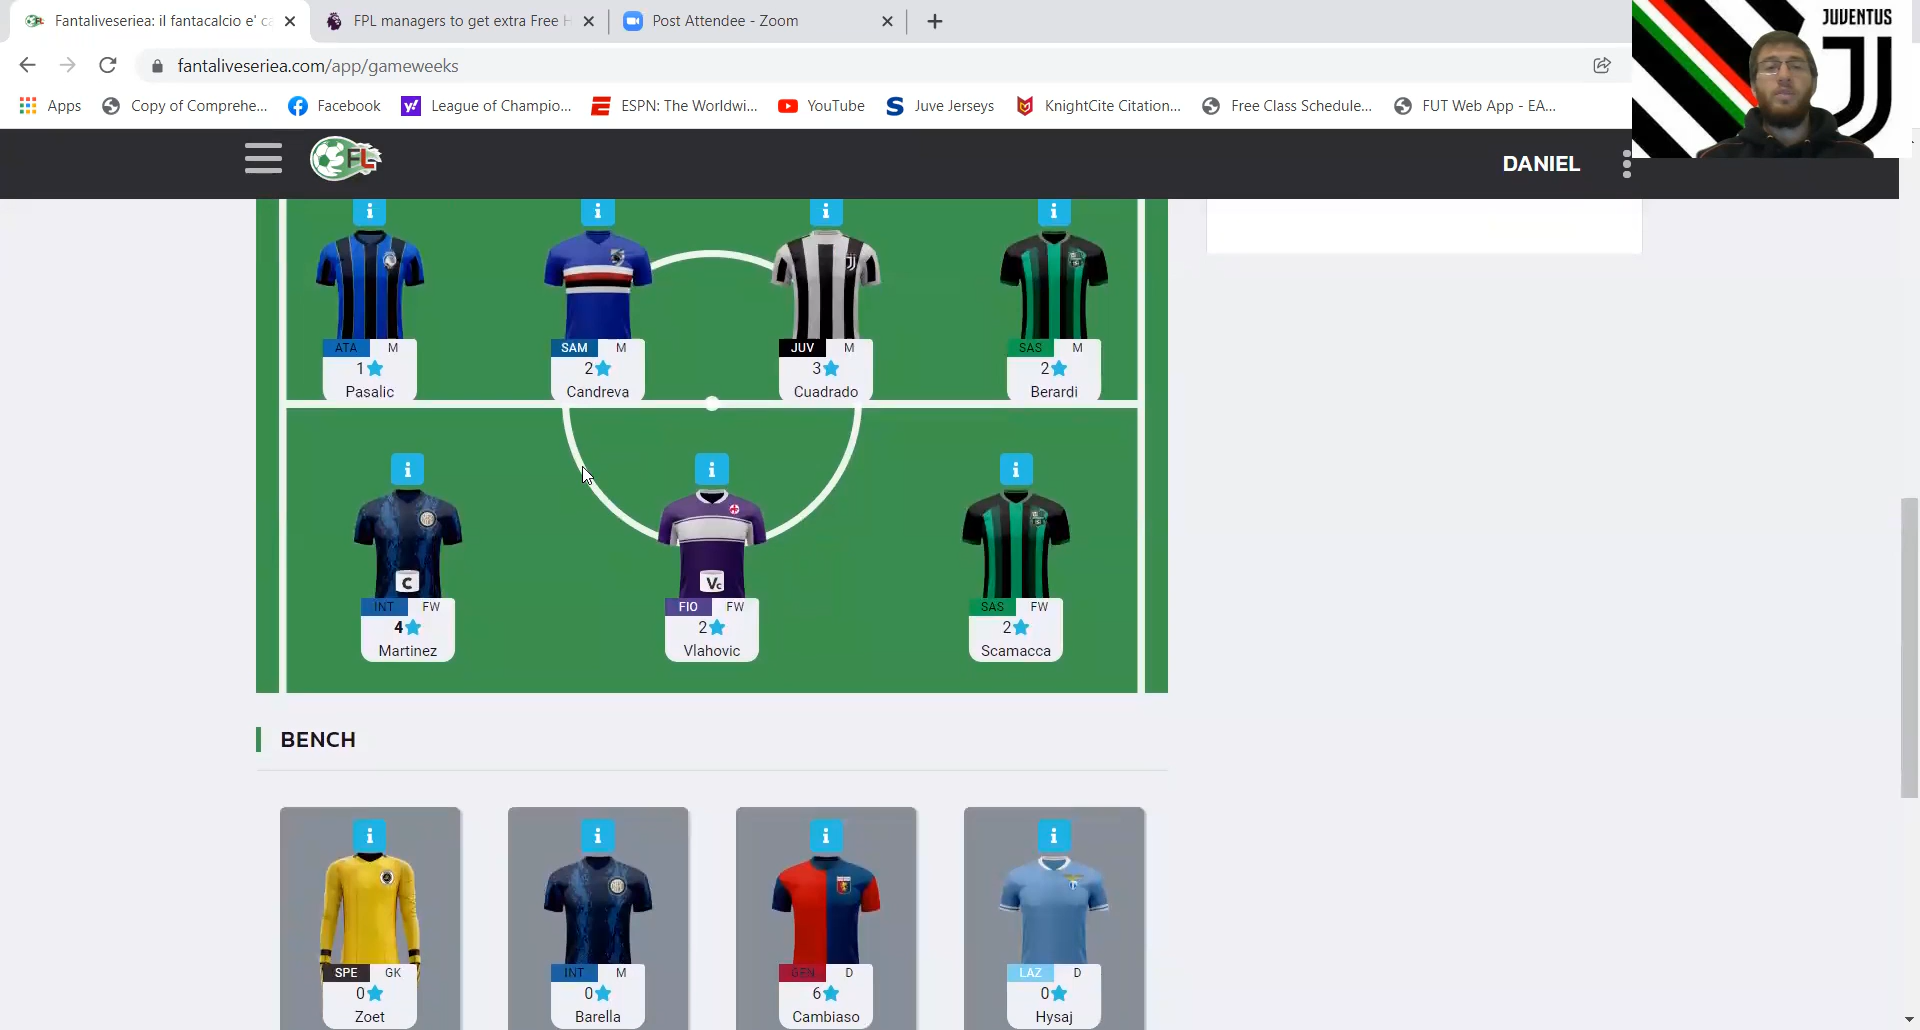 Fantaliveseriea: il fantacalcio e' ca
FPL managers to get extra Free H
Post Attendee - Zoom
fantaliveseriea.com/app/gameweeks
Apps
Copy of Comprehe...
Facebook
League of Champio...
ESPN: The Worldwi...
YouTube
Juve Jerseys
KnightCite Citation...
Free Class Schedule...
FUT Web App - EA...
JUVENTUS
FL
DANIEL
ATA M
1
Pasalic
SAM M
2
Candreva
JUV M
3
Cuadrado
SAS M
2
Berardi
C
INT FW
4
Martinez
Vc
FIO FW
2
Vlahovic
SAS FW
2
Scamacca
BENCH
SPE GK
0
Zoet
INT M
0
Barella
GEN D
6
Cambiaso
LAZ D
0
Hysaj